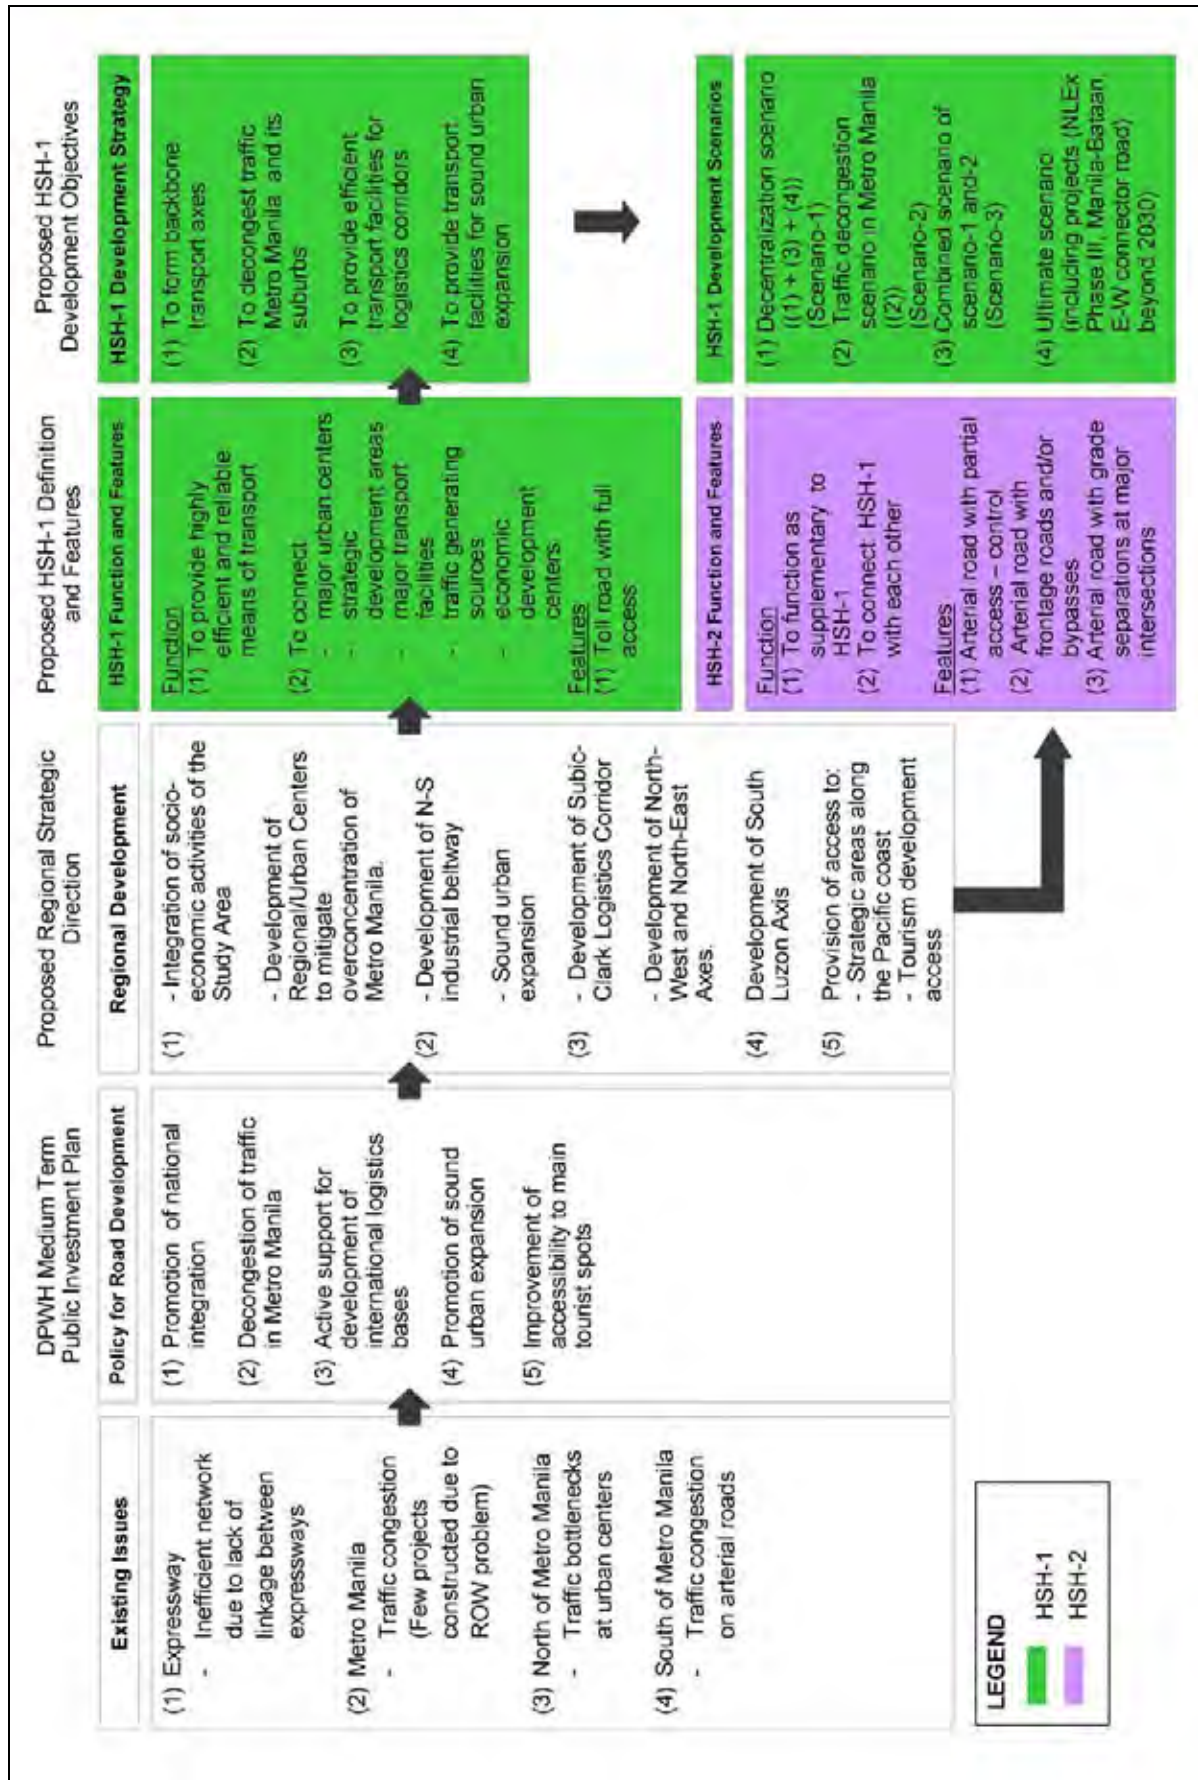 DPWH Medium Term
Public Investment Plan
Proposed Regional Strategic
Direction
Proposed HSH-1 Definition
and Features
Proposed HSH-1
Development Objectives
Existing Issues
(1) Expressway
- Inefficient network
due to lack of
linkage between
expressways
(2) Metro Manila
- Traffic congestion
(Few projects
constructed due to
ROW problem)
(3) North of Metro Manila
- Traffic bottlenecks
at urban centers
(4) South of Metro Manila
- Traffic congestion
on arterial roads
Policy for Road Development
(1) Promotion of national
integration
(2) Decongestion of traffic
in Metro Manila
(3) Active support for
development of
international logistics
bases
(4) Promotion of sound
urban expansion
(5) Improvement of
accessibility to main
tourist spots
Regional Development
(1) - Integration of socio-
economic activities of the
Study Area
- Development of
Regional/Urban Centers
to mitigate
overconcentration of
Metro Manila.
(2) - Development of N-S
industrial beltway
- Sound urban
expansion
(3) - Development of Subic-
Clark Logistics Corridor
- Development of North-
West and North-East
Axes.
(4) Development of South
Luzon Axis
(5) Provision of access to:
- Strategic areas along
the Pacific coast
- Tourism development
access
HSH-1 Function and Features
Function
(1) To provide highly
efficient and reliable
means of transport
(2) To connect
- major urban centers
- strategic
development areas
- major transport
facilities
- traffic generating
sources
- economic
development
centers
Features
(1) Toll road with full
access
HSH-2 Function and Features
Function
(1) To function as
supplementary to
HSH-1
(2) To connect HSH-1
with each other
Features
(1) Arterial road with partial
access – control
(2) Arterial road with
frontage roads and/or
bypasses
(3) Arterial road with grade
separations at major
intersections
HSH-1 Development Strategy
(1) To form backbone
transport axes
(2) To decongest traffic
Metro Manila and its
suburbs
(3) To provide efficient
transport facilities for
logistics corridors
(4) To provide transport
facilities for sound urban
expansion
HSH-1 Development Scenarios
(1) Decentralization scenario
((1) + (3) + (4))
(Scenario-1)
(2) Traffic decongestion
scenario in Metro Manila
((2))
(Scenario-2)
(3) Combined scenario of
scenario-1 and-2
(Scenario-3)
(4) Ultimate scenario
(including projects (NLEx
Phase III, Manila-Bataan,
E-W connector road)
beyond 2030)
LEGEND
HSH-1
HSH-2